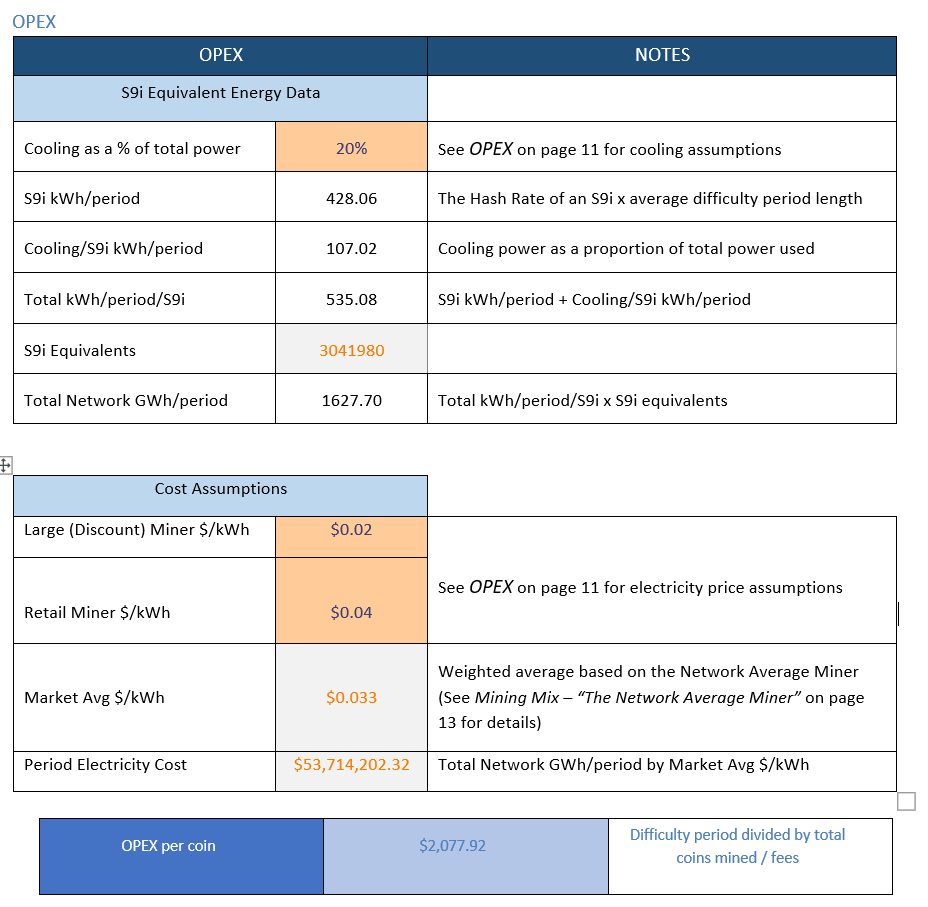 OPEX
OPEX NOTES
S9i Equivalent Energy Data
Cooling as a % of total power 20% See OPEX on page 11 for cooling assumptions
S9i kWh/period 428.06 The Hash Rate of an S9i x average difficulty period length
Cooling/S9i kWh/period 107.02 Cooling power as a proportion of total power used
Total kWh/period/S9i 535.08 S9i kWh/period + Cooling/S9i kWh/period
S9i Equivalents 3041980
Total Network GWh/period 1627.70 Total kWh/period/S9i x S9i equivalents
Cost Assumptions
Large (Discount) Miner $/kWh $0.02
See OPEX on page 11 for electricity price assumptions
Retail Miner $/kWh $0.04
Market Avg $/kWh $0.033
Weighted average based on the Network Average Miner
(See Mining Mix – “The Network Average Miner” on page
13 for details)
Period Electricity Cost $53,714,202.32 Total Network GWh/period by Market Avg $/kWh
OPEX per coin $2,077.92
Difficulty period divided by total
coins mined / fees